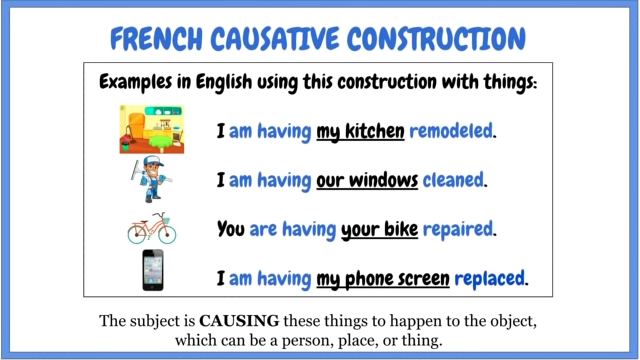 FRENCH CAUSATIVE CONSTRUCTION
Examples in English using this construction with things:
I am having my kitchen remodeled.
I am having our windows cleaned.
You are having your bike repaired.
I am having my phone screen replaced.
The subject is CAUSING these things to happen to the object,
which can be a person, place, or thing.